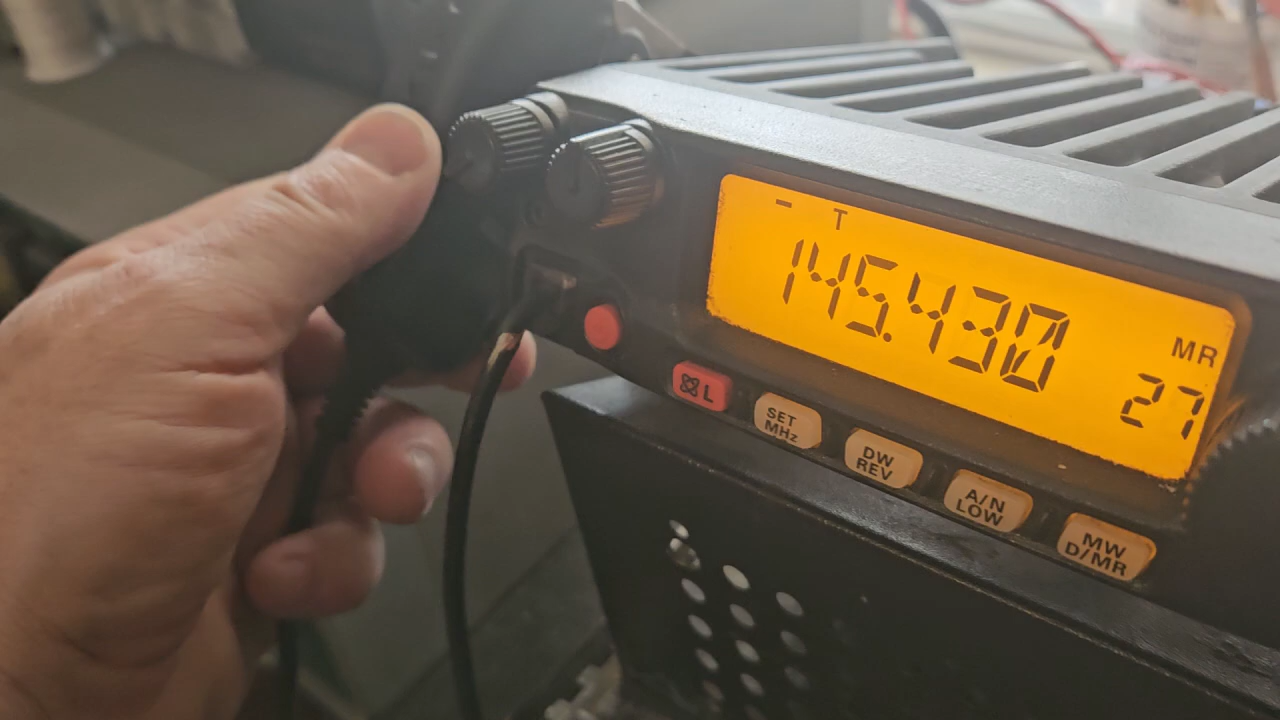 - T
145.430
MR
27
L
SET
MHz
DW
REV
A/N
LOW
MW
D/MR